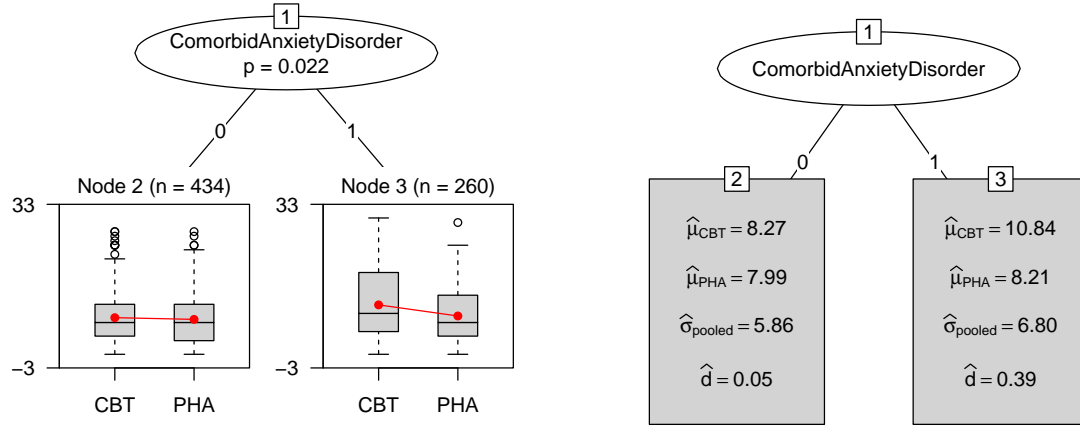 1
ComorbidAnxietyDisorder
p = 0.022
0
1
Node 2 (n = 434)
33
−3
CBT PHA
Node 3 (n = 260)
33
−3
CBT PHA
1
ComorbidAnxietyDisorder
0
1
2
μ̂CBT = 8.27
μ̂PHA = 7.99
σ̂pooled = 5.86
d̂ = 0.05
3
μ̂CBT = 10.84
μ̂PHA = 8.21
σ̂pooled = 6.80
d̂ = 0.39